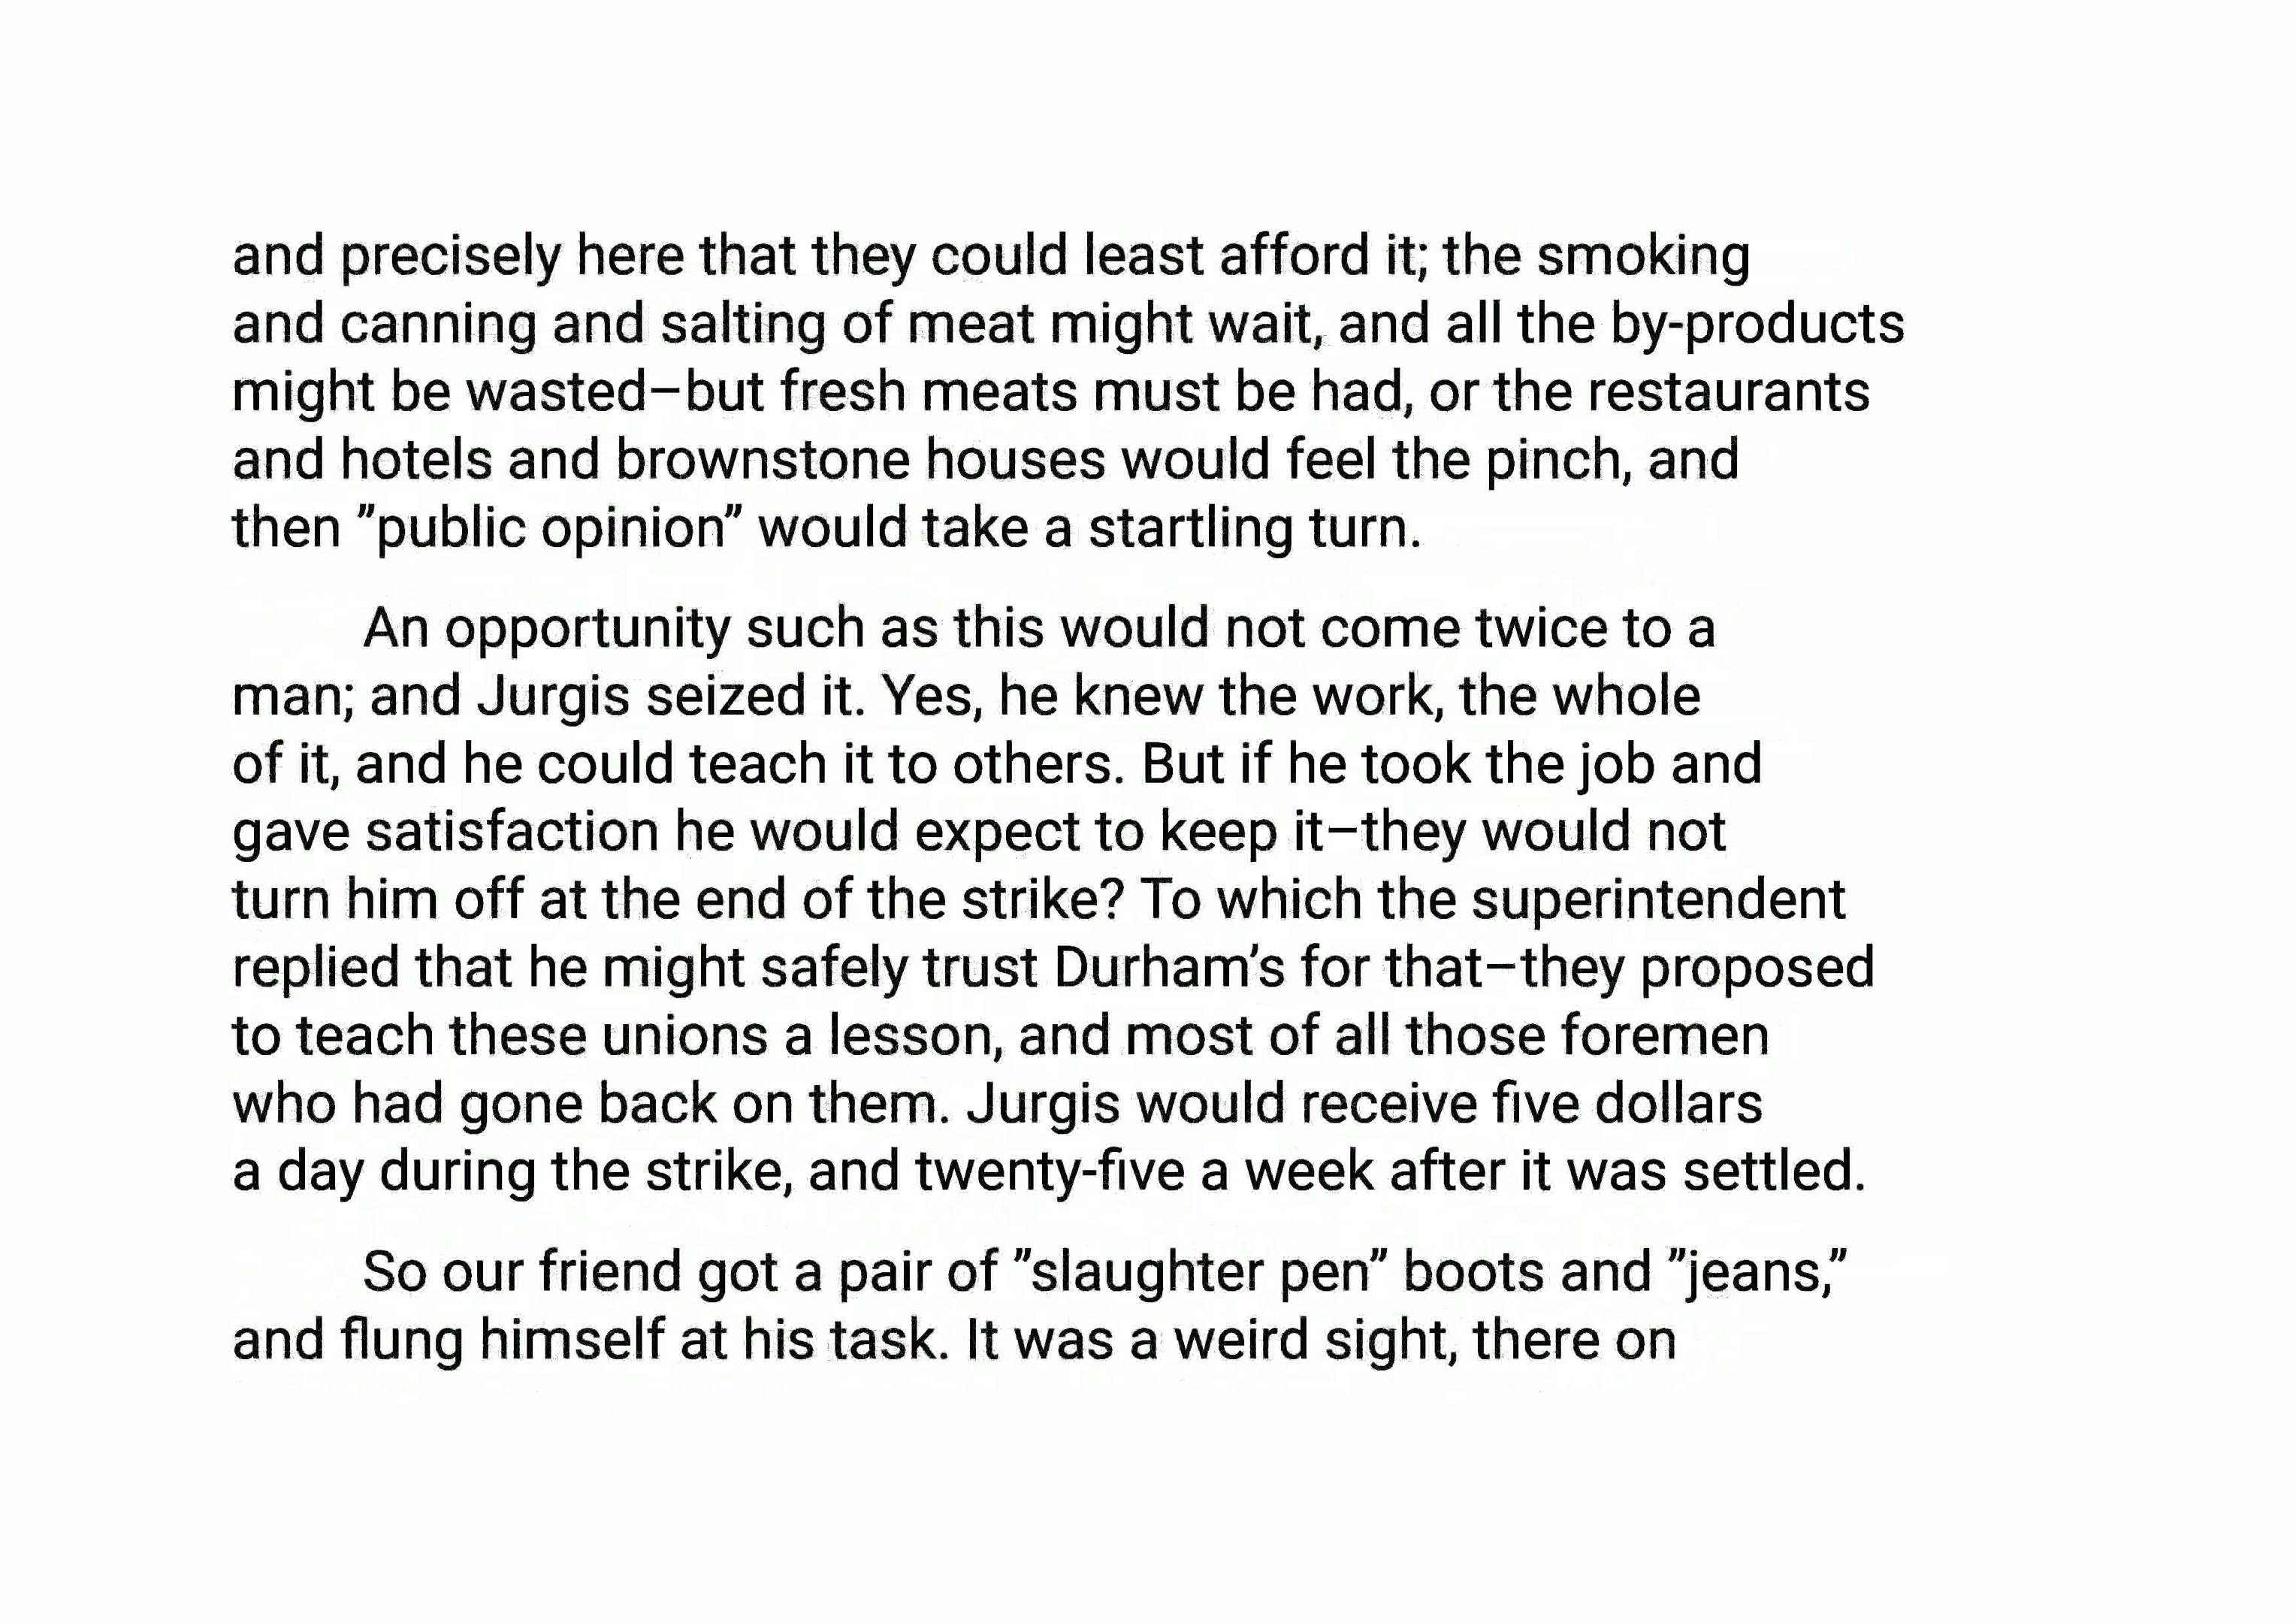 and precisely here that they could least afford it; the smoking
and canning and salting of meat might wait, and all the by-products
might be wasted–but fresh meats must be had, or the restaurants
and hotels and brownstone houses would feel the pinch, and
then ”public opinion” would take a startling turn.
An opportunity such as this would not come twice to a
man; and Jurgis seized it. Yes, he knew the work, the whole
of it, and he could teach it to others. But if he took the job and
gave satisfaction he would expect to keep it–they would not
turn him off at the end of the strike? To which the superintendent
replied that he might safely trust Durham’s for that–they proposed
to teach these unions a lesson, and most of all those foremen
who had gone back on them. Jurgis would receive five dollars
a day during the strike, and twenty-five a week after it was settled.
So our friend got a pair of ”slaughter pen” boots and ”jeans,”
and flung himself at his task. It was a weird sight, there on